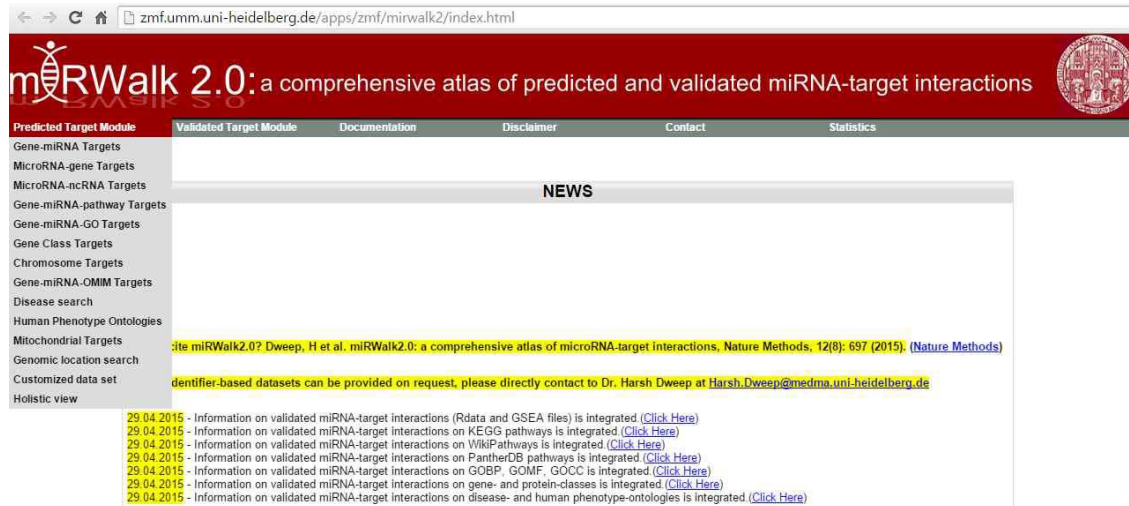 zmf.umm.uni-heidelberg.de/apps/zmf/mirwalk2/index.html
miRWalk 2.0: a comprehensive atlas of predicted and validated miRNA-target interactions
Predicted Target Module Validated Target Module Documentation Disclaimer Contact Statistics
Gene-miRNA Targets
MicroRNA-gene Targets
MicroRNA-ncRNA Targets
NEWS
Gene-miRNA-pathway Targets
Gene-miRNA-GO Targets
Gene Class Targets
Chromosome Targets
Gene-miRNA-OMIM Targets
Disease search
Human Phenotype Ontologies
Mitochondrial Targets
cite miRWalk2.0? Dweep, H et al. miRWalk2.0: a comprehensive atlas of microRNA-target interactions, Nature Methods, 12(8): 697 (2015). (Nature Methods)
Genomic location search
Customized data set
dentifier-based datasets can be provided on request, please directly contact to Dr. Harsh Dweep at Harsh.Dweep@medma.uni-heidelberg.de
Holistic view
29.04.2015 - Information on validated miRNA-target interactions (Rdata and GSEA files) is integrated.(Click Here)
29.04.2015 - Information on validated miRNA-target interactions on KEGG pathways is integrated.(Click Here)
29.04.2015 - Information on validated miRNA-target interactions on WikiPathways is integrated.(Click Here)
29.04.2015 - Information on validated miRNA-target interactions on PantherDB pathways is integrated.(Click Here)
29.04.2015 - Information on validated miRNA-target interactions on GOBP, GOMF, GOCC is integrated.(Click Here)
29.04.2015 - Information on validated miRNA-target interactions on gene- and protein-classes is integrated.(Click Here)
29.04.2015 - Information on validated miRNA-target interactions on disease- and human phenotype-ontologies is integrated.(Click Here)